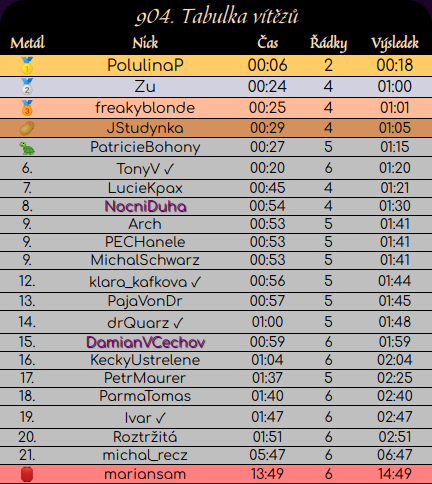 904. Tabulka vítězů
Metál Nick Čas Řádky Výsledek
🥇 PolulinaP 00:06 2 00:18
🥈 Zu 00:24 4 01:00
🥉 freakyblonde 00:25 4 01:01
🥔 JStudynka 00:29 4 01:05
🐢 PatricieBohony 00:27 5 01:15
6. TonyV ✓ 00:20 6 01:20
7. LucieKpax 00:45 4 01:21
8. NocniDuha 00:54 4 01:30
9. Arch 00:53 5 01:41
9. PECHanele 00:53 5 01:41
9. MichalSchwarz 00:53 5 01:41
12. klara_kafkova ✓ 00:56 5 01:44
13. PajaVonDr 00:57 5 01:45
14. drQuarz ✓ 01:00 5 01:48
15. DamianVCechov 00:59 6 01:59
16. KeckyUstrelene 01:04 6 02:04
17. PetrMaurer 01:37 5 02:25
18. ParmaTomas 01:40 6 02:40
19. Ivar ✓ 01:47 6 02:47
20. Roztržitá 01:51 6 02:51
21. michal_recz 05:47 6 06:47
mariansam 13:49 6 14:49